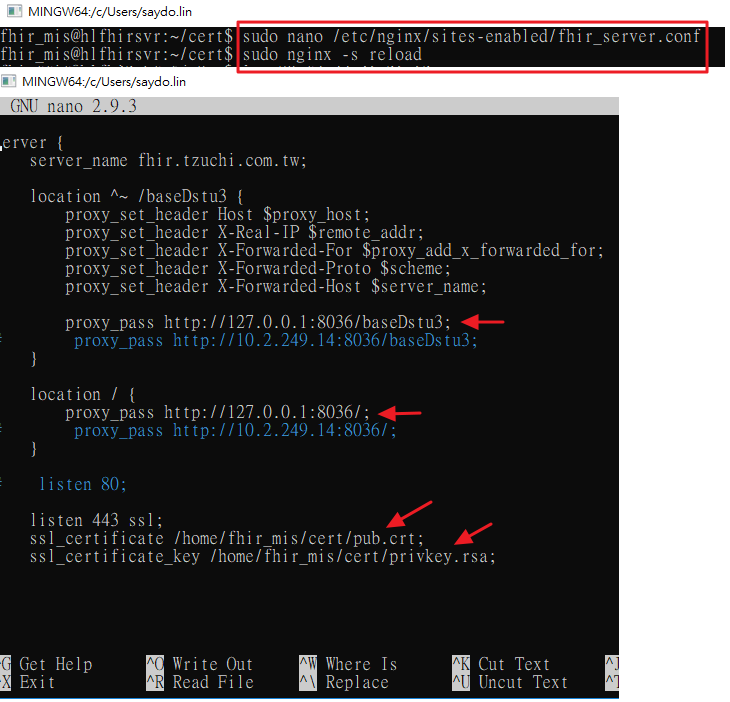 MINGW64:/c/Users/saydo.lin
fhir_mis@hlfhirsvr:~/cert$ sudo nano /etc/nginx/sites-enabled/fhir_server.conf
fhir_mis@hlfhirsvr:~/cert$ sudo nginx -s reload
MINGW64:/c/Users/saydo.lin
GNU nano 2.9.3
erver {
server_name fhir.tzuchi.com.tw;
location ^~ /baseDstu3 {
proxy_set_header Host $proxy_host;
proxy_set_header X-Real-IP $remote_addr;
proxy_set_header X-Forwarded-For $proxy_add_x_forwarded_for;
proxy_set_header X-Forwarded-Proto $scheme;
proxy_set_header X-Forwarded-Host $server_name;
proxy_pass http://127.0.0.1:8036/baseDstu3;
# proxy_pass http://10.2.249.14:8036/baseDstu3;
}
location / {
proxy_pass http://127.0.0.1:8036/;
# proxy_pass http://10.2.249.14:8036/;
}
# listen 80;
listen 443 ssl;
ssl_certificate /home/fhir_mis/cert/pub.crt;
ssl_certificate_key /home/fhir_mis/cert/privkey.rsa;
^G Get Help ^O Write Out ^W Where Is ^K Cut Text ^J
^X Exit ^R Read File ^\ Replace ^U Uncut Text ^T